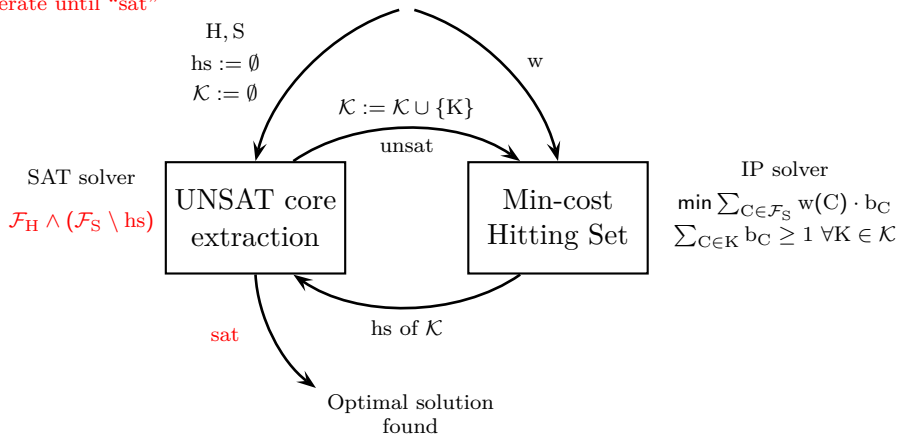 until “sat”
H, S
hs := ∅
𝒦 := ∅
w
𝒦 := 𝒦 ∪ {K}
unsat
SAT solver
ℱ_H ∧ (ℱ_S \ hs)
UNSAT core
extraction
Min-cost
Hitting Set
IP solver
min ∑_{C∈ℱ_S} w(C) · b_C
∑_{C∈K} b_C ≥ 1 ∀K ∈ 𝒦
hs of 𝒦
sat
Optimal solution
found